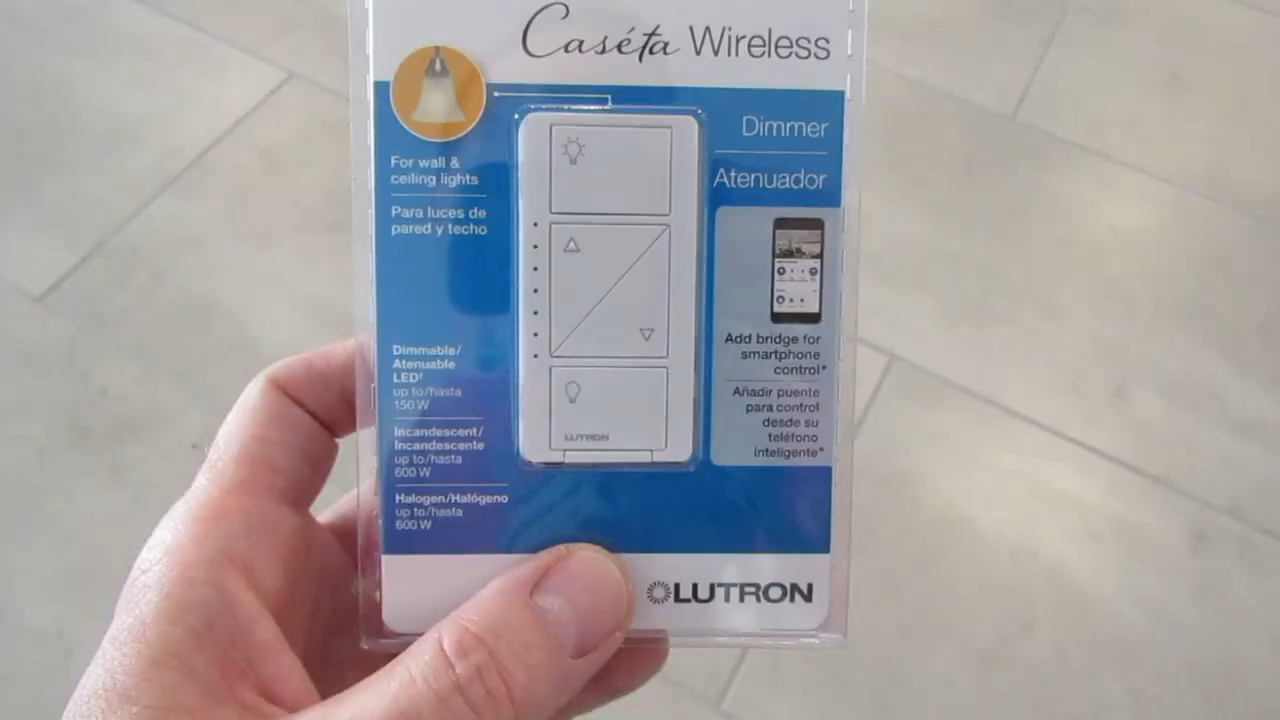 Caséta Wireless
Dimmer
Atenuador
For wall &
ceiling lights
Para luces de
pared y techo
Dimmable/
Atenuable
LED†
up to/hasta
150 W
Incandescent/
Incandescente
up to/hasta
600 W
Halogen/Halógeno
up to/hasta
600 W
LUTRON
Add bridge for
smartphone
control*
Añadir puente
para control
desde su
teléfono
inteligente*
LUTRON